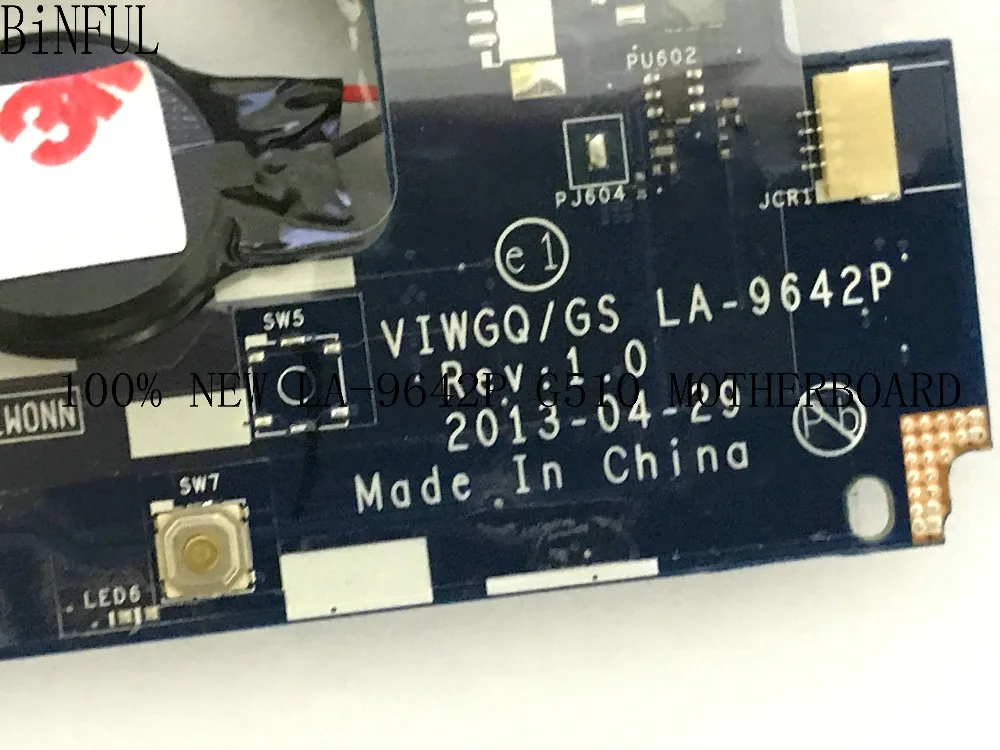 BiNFUL
3M
PU602
PJ604
JCR1
e1
SW5
VIWGQ/GS LA-9642P
Rev:1.0
100% NEW LA-9642P G510 MOTHERBOARD
2013-04-29
Pb
Made In China
SW7
LED6